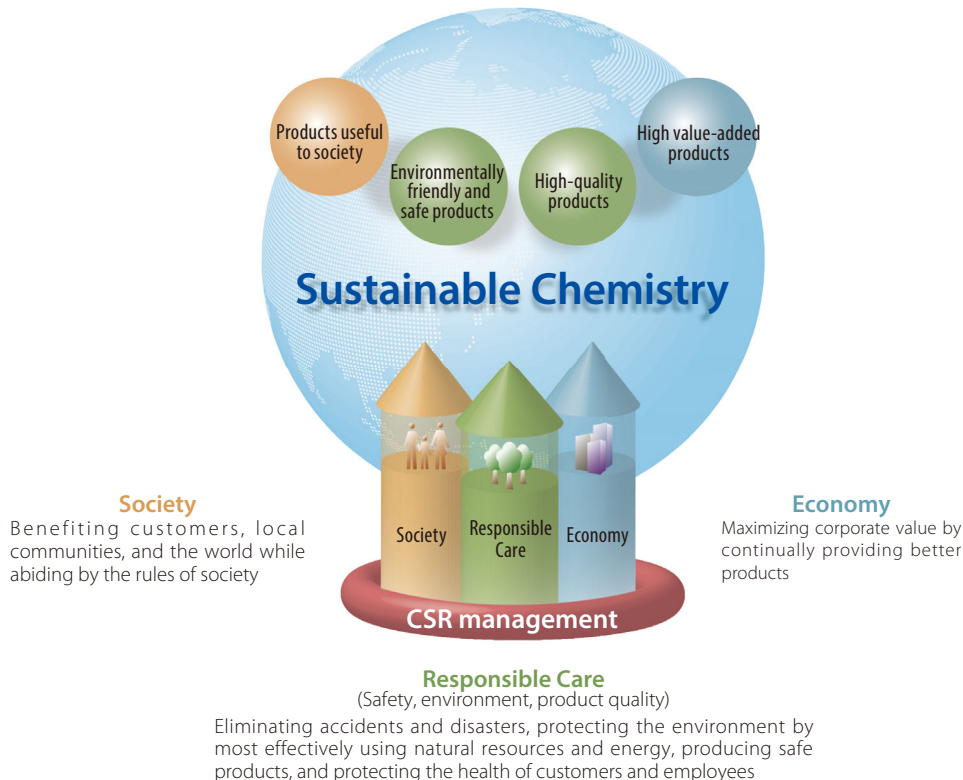 Products useful
to society
High value-added
products
Environmentally
friendly and
safe products
High-quality
products
Sustainable Chemistry
Society
Responsible
Care
Economy
CSR management
Society
Benefiting customers, local
communities, and the world while
abiding by the rules of society
Economy
Maximizing corporate value by
continually providing better
products
Responsible Care
(Safety, environment, product quality)
Eliminating accidents and disasters, protecting the environment by
most effectively using natural resources and energy, producing safe
products, and protecting the health of customers and employees